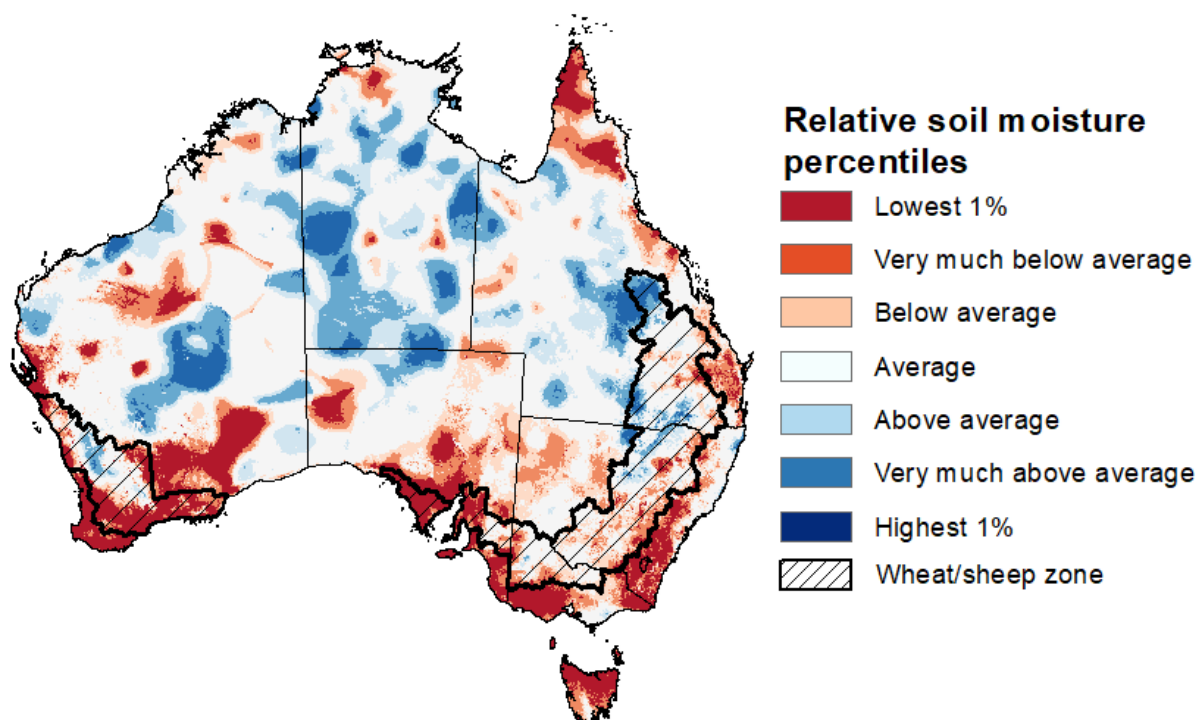 Relative soil moisture
percentiles
Lowest 1%
Very much below average
Below average
Average
Above average
Very much above average
Highest 1%
Wheat/sheep zone